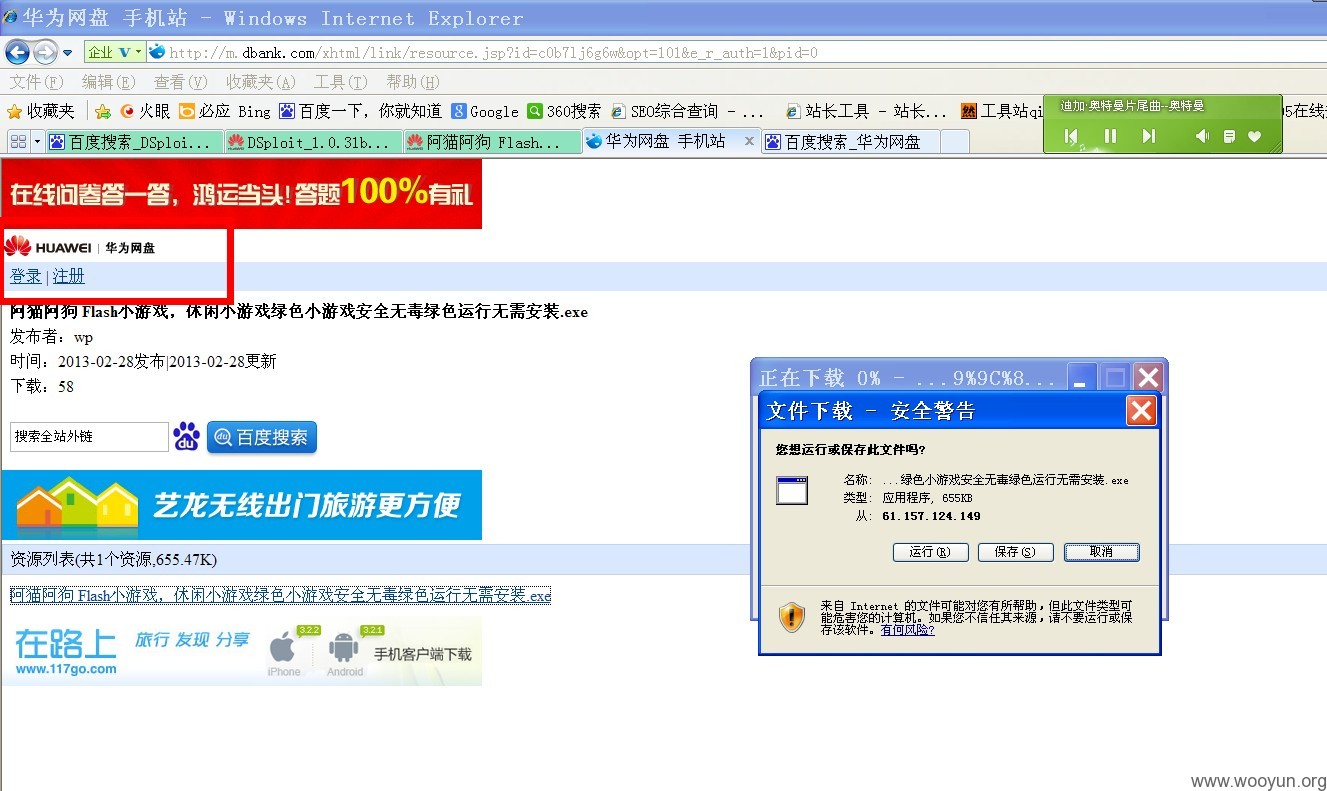 华为网盘 手机站 - Windows Internet Explorer
企业 V http://m.dbank.com/xhtml/link/resource.jsp?id=c0b7lj6g6w&opt=101&e_r_auth=1&pid=0
文件(F) 编辑(E) 查看(V) 收藏夹(A) 工具(T) 帮助(H)
收藏夹 火眼 必应 Bing 百度一下，你就知道 Google 360搜索 SEO综合查询 - ... 站长工具 - 站长... 工具站qi 5在线
迪加·奥特曼片尾曲--奥特曼
百度搜索_DSploi... DSploit_1.0.31b... 阿猫阿狗 Flash... 华为网盘 手机站 x 百度搜索_华为网盘
在线问卷答一答，鸿运当头!答题100%有礼
HUAWEI | 华为网盘
登录 | 注册
阿猫阿狗 Flash小游戏，休闲小游戏绿色小游戏安全无毒绿色运行无需安装.exe
发布者：wp
时间：2013-02-28发布|2013-02-28更新
下载：58
搜索全站外链 du 百度搜索
艺龙无线出门旅游更方便
资源列表(共1个资源,655.47K)
阿猫阿狗 Flash小游戏，休闲小游戏绿色小游戏安全无毒绿色运行无需安装.exe
在路上 旅行 发现 分享
www.117go.com
3.2.2 3.2.1
iPhone Android
手机客户端下载
正在下载 0% - ...9%9C%8...
文件下载 - 安全警告
您想运行或保存此文件吗?
名称: ...绿色小游戏安全无毒绿色运行无需安装.exe
类型: 应用程序, 655KB
从: 61.157.124.149
运行(R) 保存(S) 取消
来自 Internet 的文件可能对您有所帮助，但此文件类型可
能危害您的计算机。如果您不信任其来源，请不要运行或保
存该软件。有何风险?
www.wooyun.org